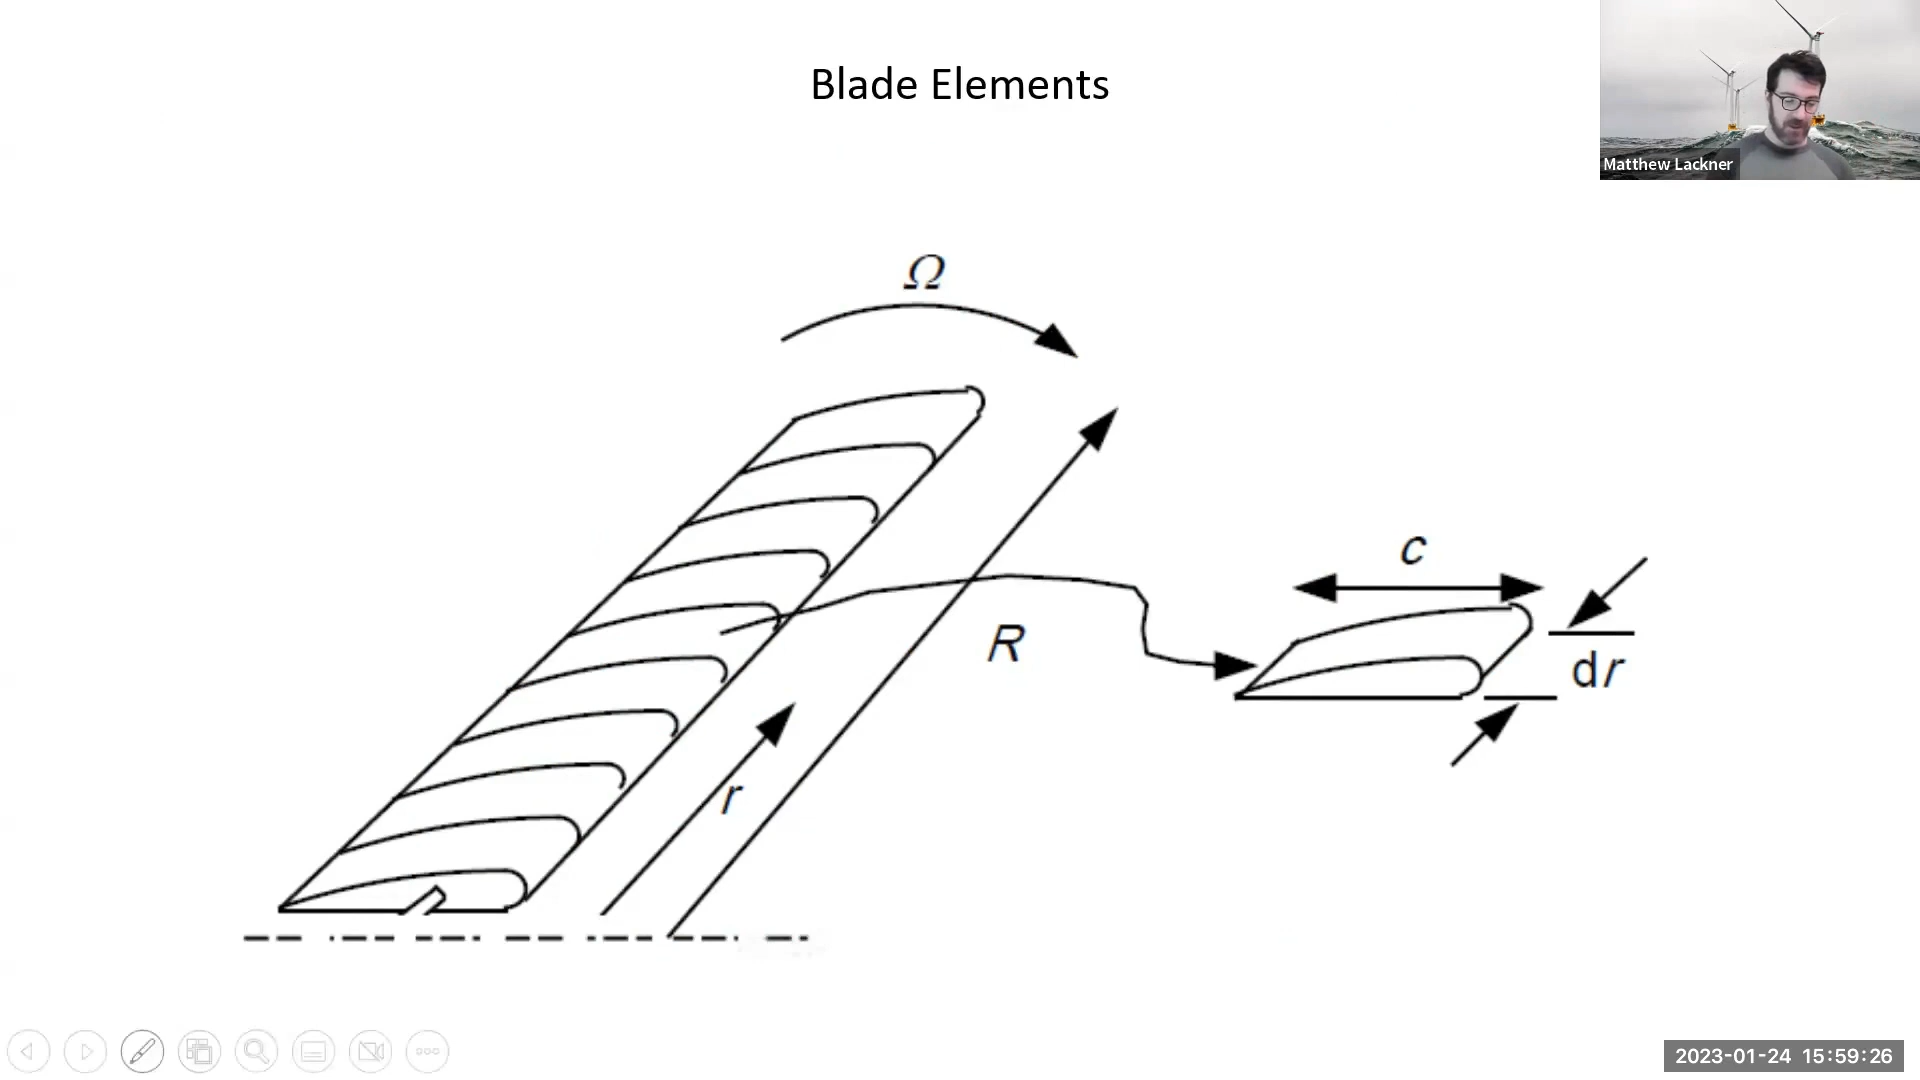 Blade Elements
Matthew Lackner
Ω
c
R
dr
r
2023-01-24 15:59:26